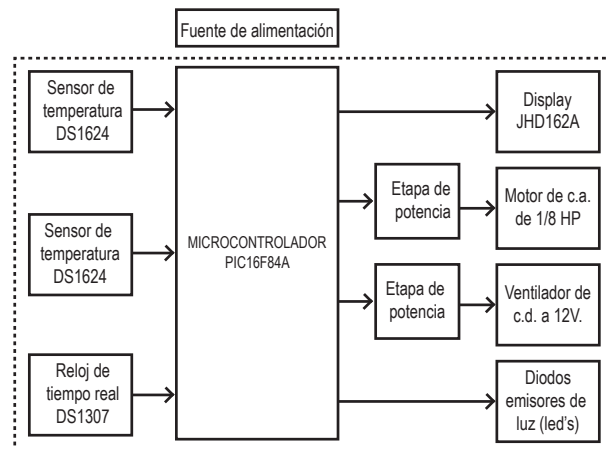 Fuente de alimentación
Sensor de
temperatura
DS1624
Sensor de
temperatura
DS1624
Reloj de
tiempo real
DS1307
MICROCONTROLADOR
PIC16F84A
Etapa de
potencia
Etapa de
potencia
Display
JHD162A
Motor de c.a.
de 1/8 HP
Ventilador de
c.d. a 12V.
Diodos
emisores de
luz (led's)